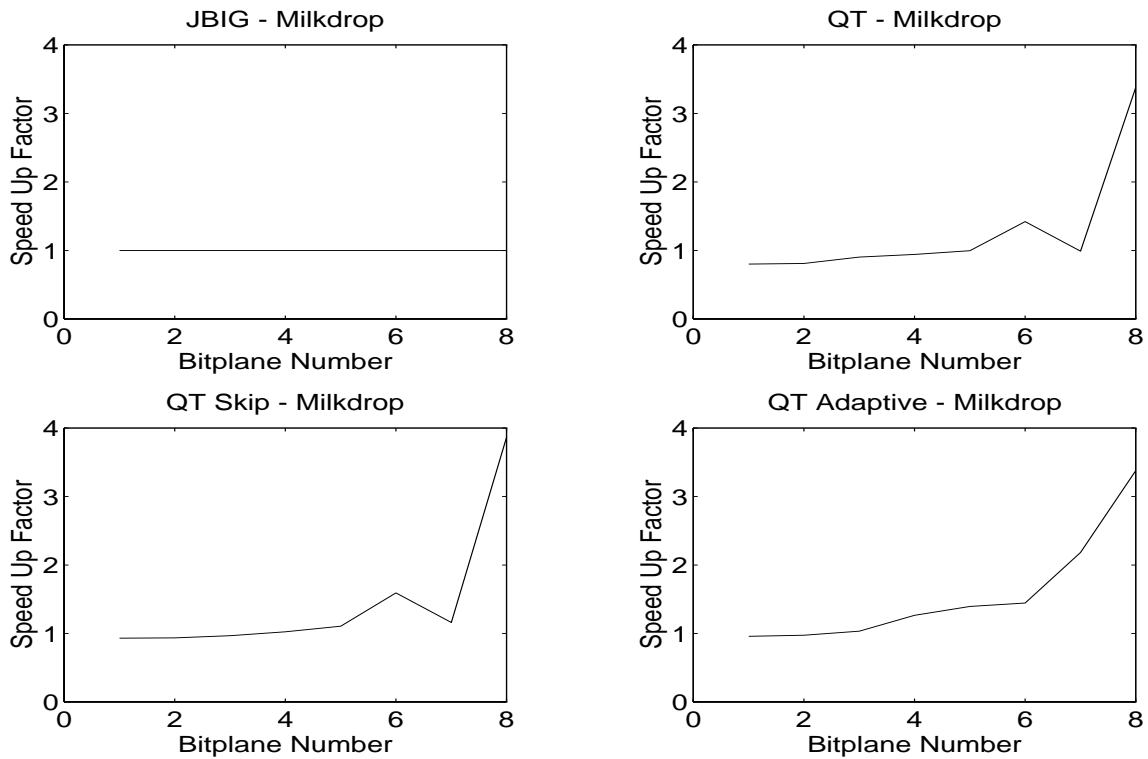 JBIG - Milkdrop
4
3
2
1
0
Speed Up Factor
0 2 4 6 8
Bitplane Number
QT - Milkdrop
4
3
2
1
0
Speed Up Factor
0 2 4 6 8
Bitplane Number
QT Skip - Milkdrop
4
3
2
1
0
Speed Up Factor
0 2 4 6 8
Bitplane Number
QT Adaptive - Milkdrop
4
3
2
1
0
Speed Up Factor
0 2 4 6 8
Bitplane Number